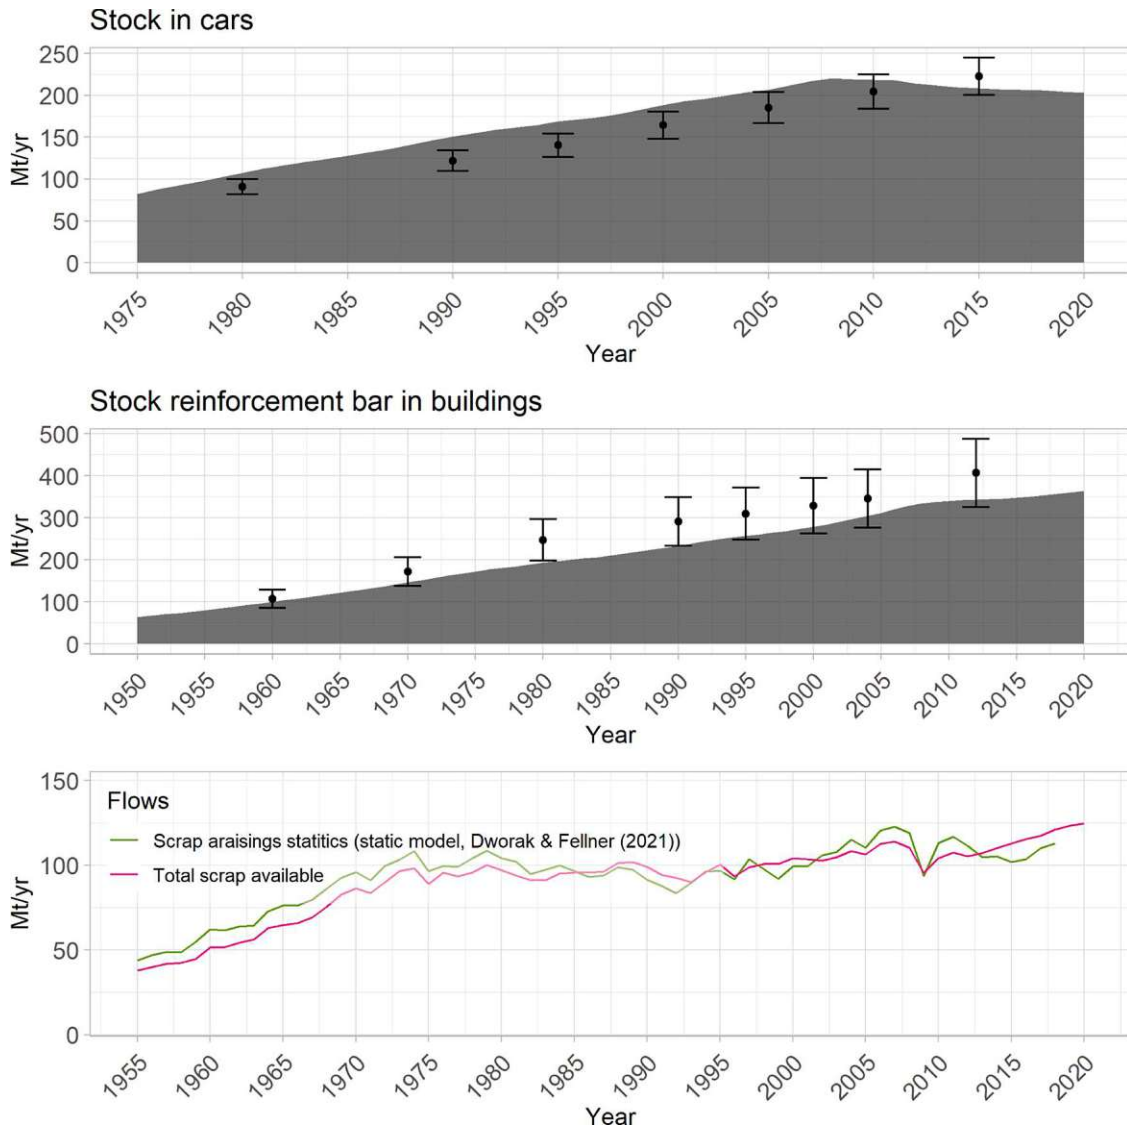 Stock in cars
250
200
150
100
50
0
Mt/yr
1975 1980 1985 1990 1995 2000 2005 2010 2015 2020
Year
Stock reinforcement bar in buildings
500
400
300
200
100
0
Mt/yr
1950 1955 1960 1965 1970 1975 1980 1985 1990 1995 2000 2005 2010 2015 2020
Year
150
100
50
0
Mt/yr
Flows
Scrap araisings statitics (static model, Dworak & Fellner (2021))
Total scrap available
1955 1960 1965 1970 1975 1980 1985 1990 1995 2000 2005 2010 2015 2020
Year